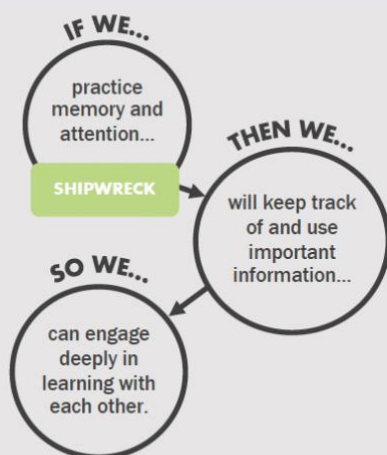 IF WE...
practice
memory and
attention...
SHIPWRECK
THEN WE...
will keep track
of and use
important
information...
SO WE...
can engage
deeply in
learning with
each other.